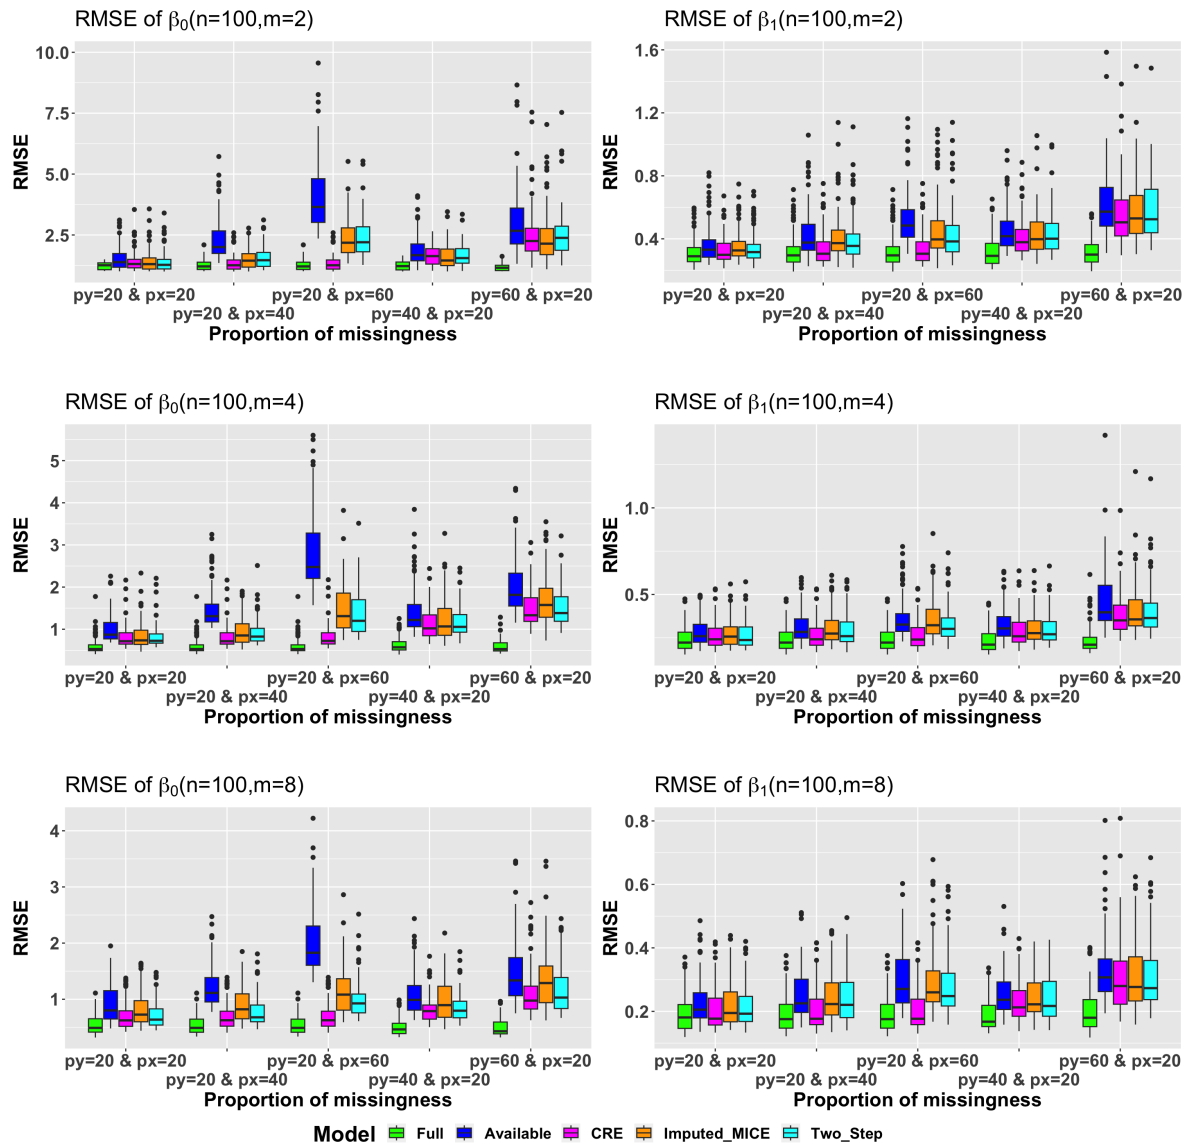 RMSE of β0(n=100,m=2)
RMSE
10.0
7.5
5.0
2.5
py=20 & px=20
py=20 & px=40
py=20 & px=60
py=40 & px=20
py=60 & px=20
Proportion of missingness
RMSE of β1(n=100,m=2)
RMSE
1.6
1.2
0.8
0.4
py=20 & px=20
py=20 & px=40
py=20 & px=60
py=40 & px=20
py=60 & px=20
Proportion of missingness
RMSE of β0(n=100,m=4)
RMSE
5
4
3
2
1
py=20 & px=20
py=20 & px=40
py=20 & px=60
py=40 & px=20
py=60 & px=20
Proportion of missingness
RMSE of β1(n=100,m=4)
RMSE
1.0
0.5
py=20 & px=20
py=20 & px=40
py=20 & px=60
py=40 & px=20
py=60 & px=20
Proportion of missingness
RMSE of β0(n=100,m=8)
RMSE
4
3
2
1
py=20 & px=20
py=20 & px=40
py=20 & px=60
py=40 & px=20
py=60 & px=20
Proportion of missingness
RMSE of β1(n=100,m=8)
RMSE
0.8
0.6
0.4
0.2
py=20 & px=20
py=20 & px=40
py=20 & px=60
py=40 & px=20
py=60 & px=20
Proportion of missingness
Model Full Available CRE Imputed_MICE Two_Step